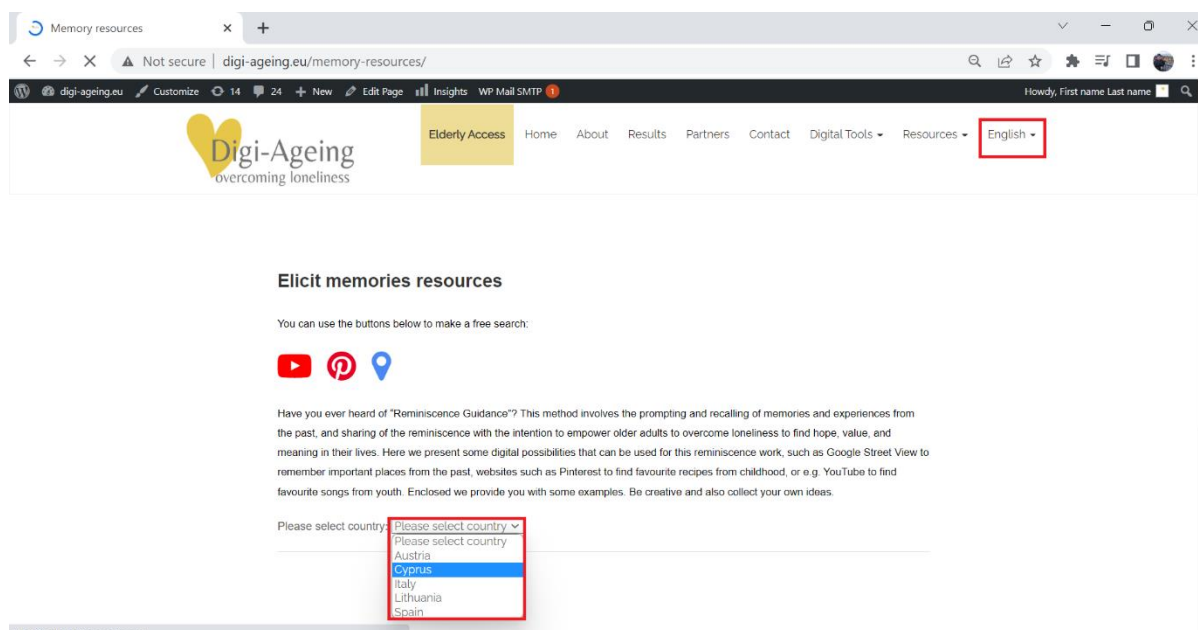 Memory resources
Not secure | digi-ageing.eu/memory-resources/
digi-ageing.eu Customize 14 24 + New Edit Page Insights WP Mail SMTP 1 Howdy, First name Last name
Elderly Access Home About Results Partners Contact Digital Tools Resources English
Digi-Ageing
overcoming loneliness
Elicit memories resources
You can use the buttons below to make a free search:
Have you ever heard of "Reminiscence Guidance"? This method involves the prompting and recalling of memories and experiences from
the past, and sharing of the reminiscence with the intention to empower older adults to overcome loneliness to find hope, value, and
meaning in their lives. Here we present some digital possibilities that can be used for this reminiscence work, such as Google Street View to
remember important places from the past, websites such as Pinterest to find favourite recipes from childhood, or e.g. YouTube to find
favourite songs from youth. Enclosed we provide you with some examples. Be creative and also collect your own ideas.
Please select country: Please select country
Please select country
Austria
Cyprus
Italy
Lithuania
Spain